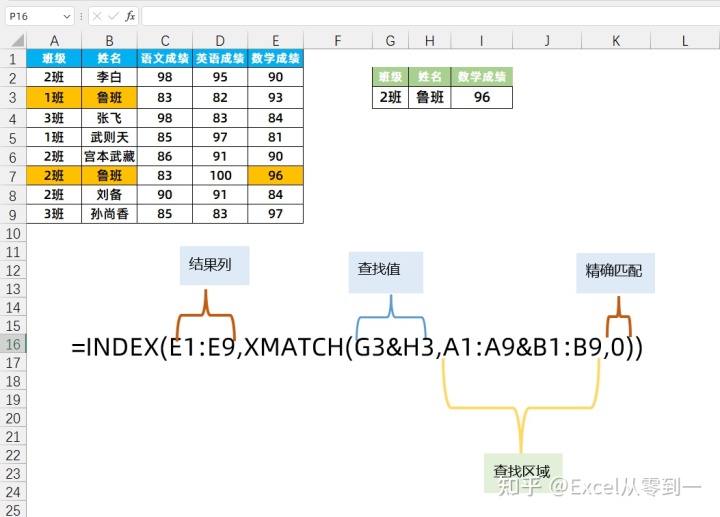 P16 fx
A B C D E F G H I J K L
1 班级 姓名 语文成绩 英语成绩 数学成绩
2 2班 李白 98 95 90 班级 姓名 数学成绩
3 1班 鲁班 83 82 93 2班 鲁班 96
4 3班 张飞 98 83 84
5 1班 武则天 85 97 81
6 2班 宫本武藏 86 91 90
7 2班 鲁班 83 100 96
8 2班 刘备 90 91 84
9 3班 孙尚香 85 83 97
10
11
12 结果列 查找值 精确匹配
13
14
15
16 =INDEX(E1:E9,XMATCH(G3&H3,A1:A9&B1:B9,0))
17
18
19
20
21
22 查找区域
23
24 知乎 @Excel从零到一
25